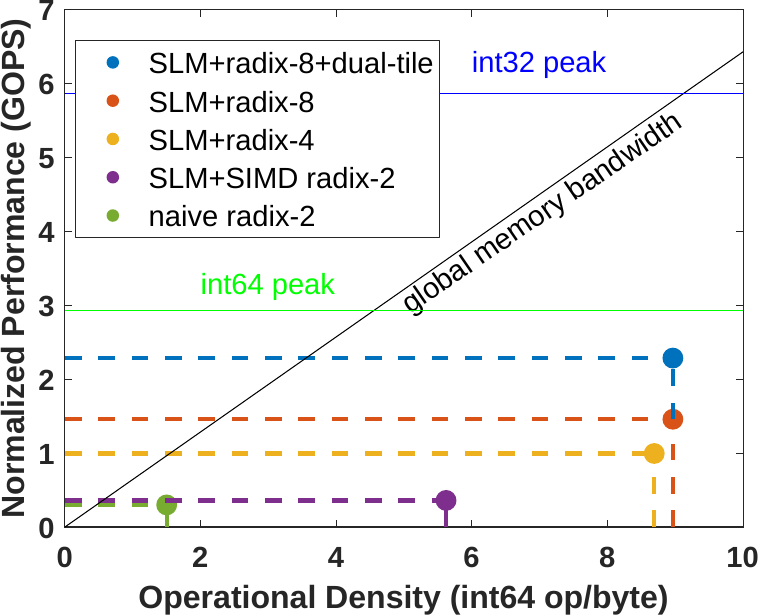 Normalized Performance (GOPS)
7
6
5
4
3
2
1
0
SLM+radix-8+dual-tile
SLM+radix-8
SLM+radix-4
SLM+SIMD radix-2
naive radix-2
int32 peak
global memory bandwidth
int64 peak
0 2 4 6 8 10
Operational Density (int64 op/byte)